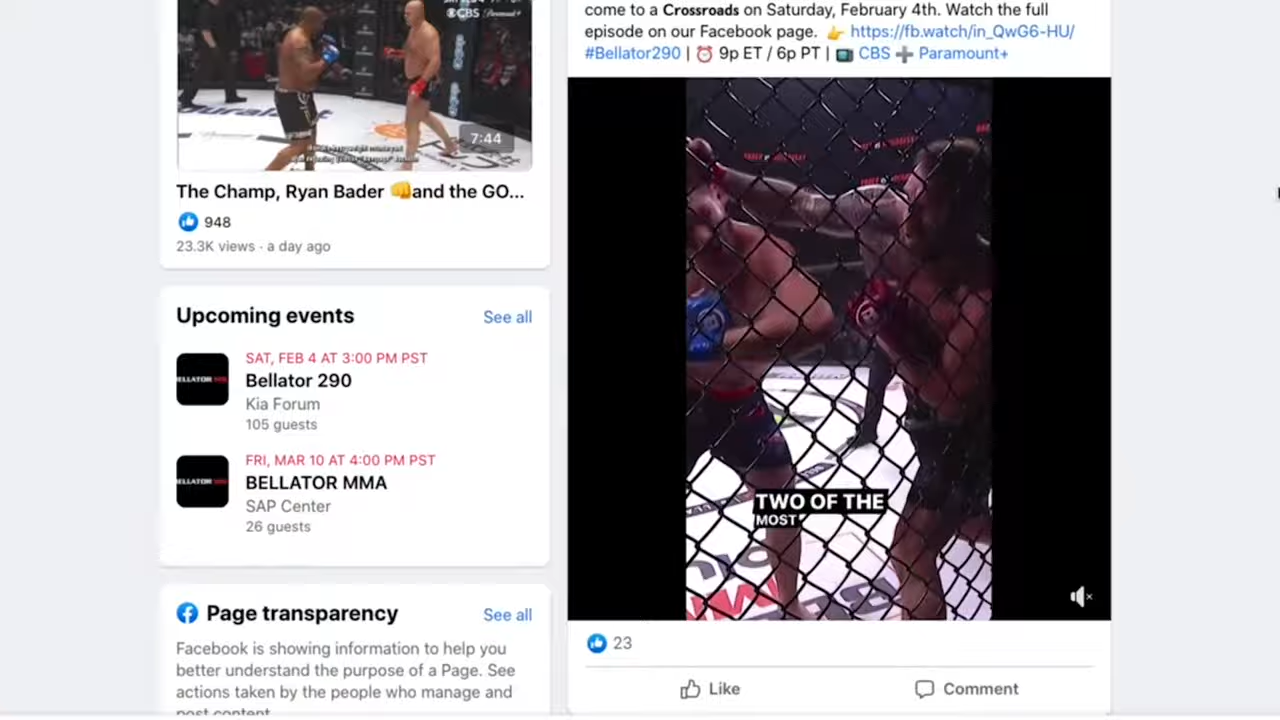 CBS Paramount+
7:44
The Champ, Ryan Bader 👊and the GO...
948
23.3K views · a day ago
Upcoming events
See all
SAT, FEB 4 AT 3:00 PM PST
Bellator 290
Kia Forum
105 guests
FRI, MAR 10 AT 4:00 PM PST
BELLATOR MMA
SAP Center
26 guests
Page transparency
See all
Facebook is showing information to help you
better understand the purpose of a Page. See
actions taken by the people who manage and
post content.
come to a Crossroads on Saturday, February 4th. Watch the full
episode on our Facebook page. 👉 https://fb.watch/in_QwG6-HU/
#Bellator290 | ⏰ 9p ET / 6p PT | 📺 CBS ➕ Paramount+
TWO OF THE
MOST
23
Like
Comment